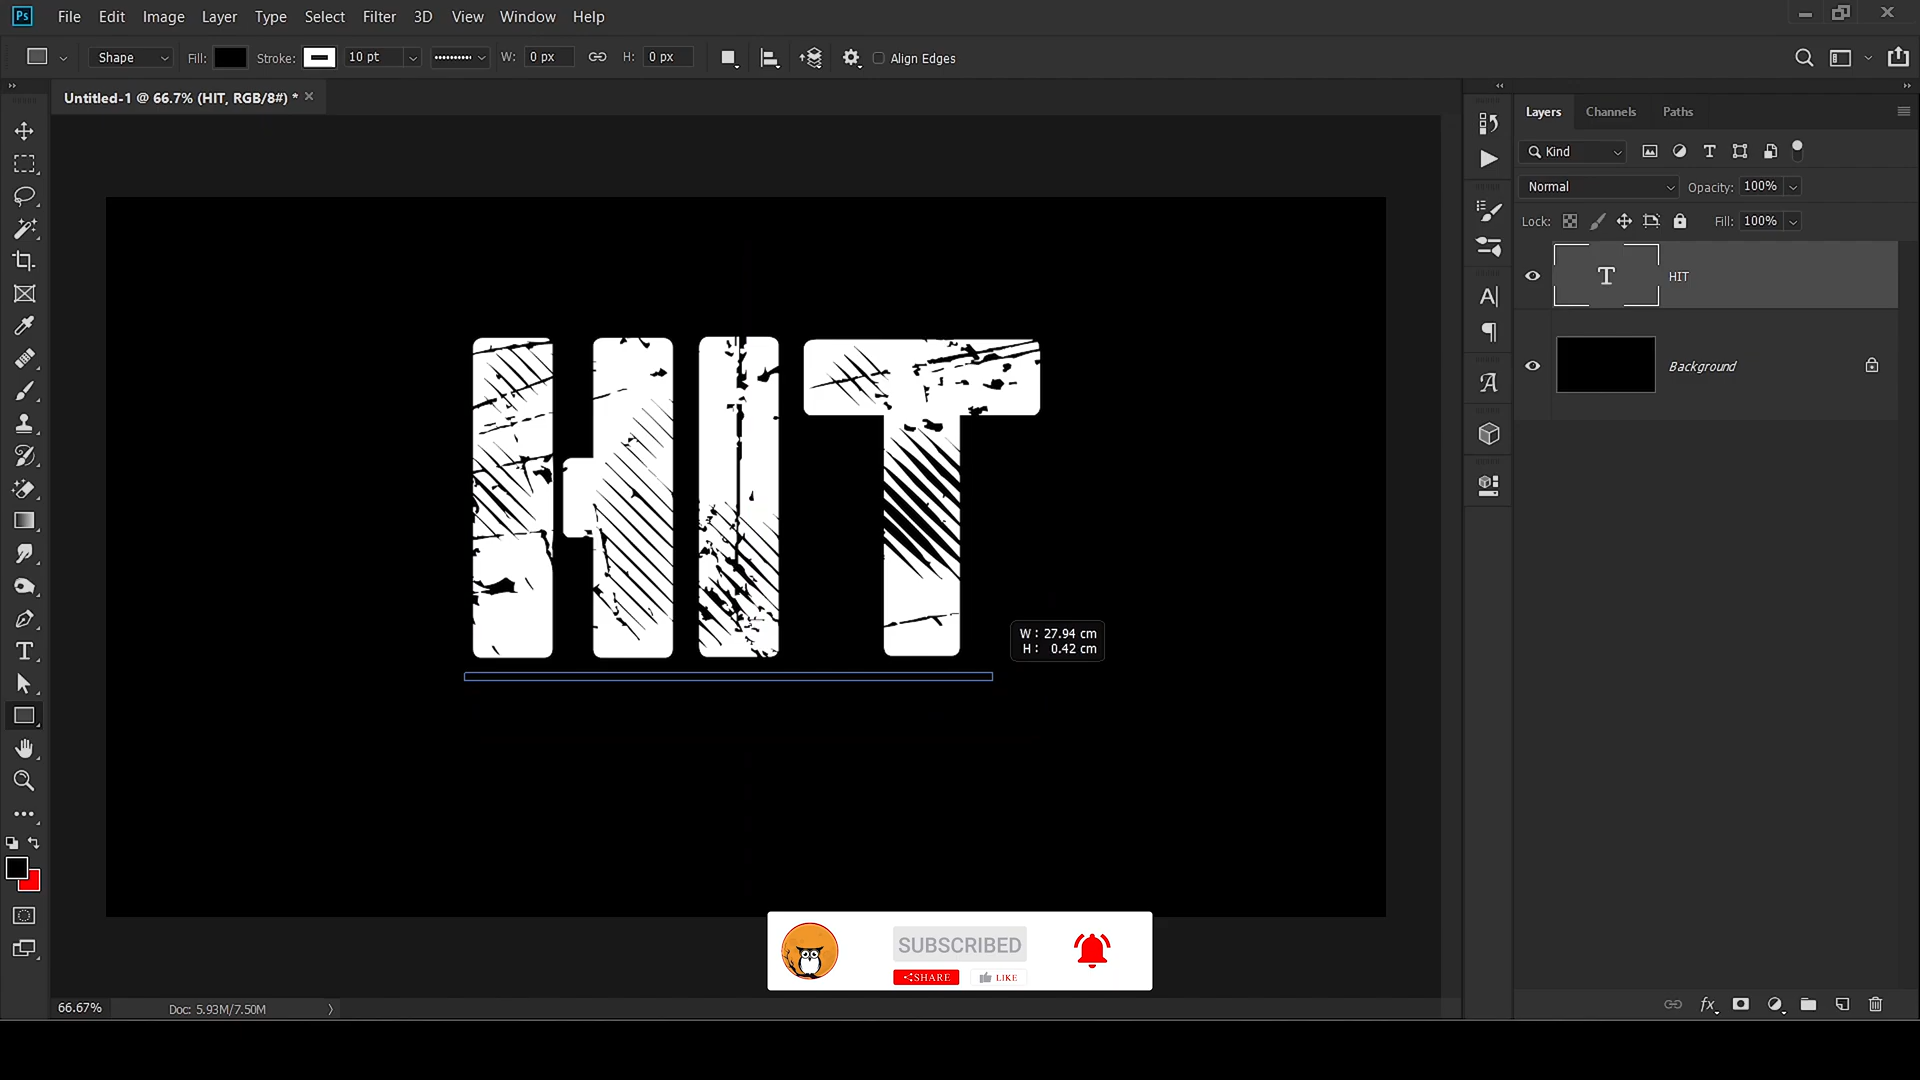 Ps File Edit Image Layer Type Select Filter 3D View Window Help
Shape Fill: Stroke: 10 pt W: 0 px H: 0 px Align Edges
Untitled-1 @ 66.7% (HIT, RGB/8#) *
Layers Channels Paths
Kind
Normal Opacity: 100%
Lock: Fill: 100%
T HIT
Background
HIT
W: 27.94 cm
H: 0.42 cm
SUBSCRIBED
SHARE LIKE
66.67% Doc: 5.93M/7.50M
fx